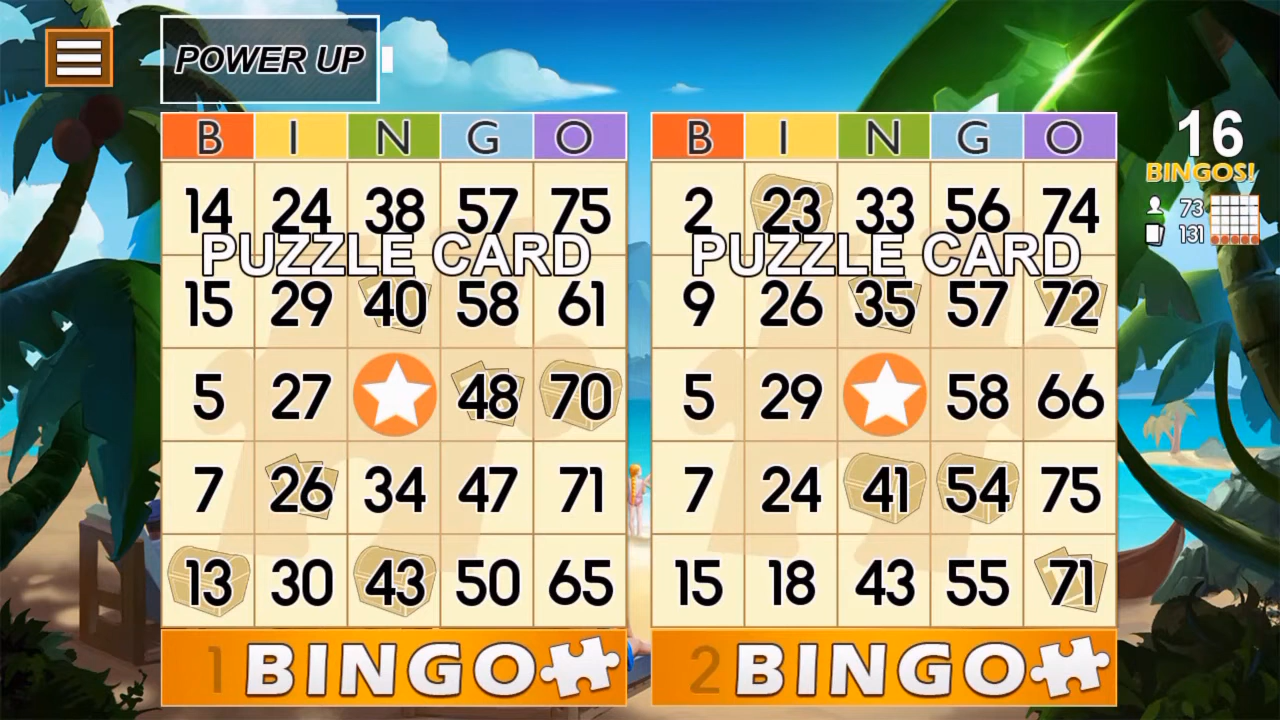 POWER UP
B I N G O
14 24 38 57 75
PUZZLE CARD
15 29 40 58 61
5 27 48 70
7 26 34 47 71
13 30 43 50 65
1 BINGO
B I N G O
2 23 33 56 74
PUZZLE CARD
9 26 35 57 72
5 29 58 66
7 24 41 54 75
15 18 43 55 71
2 BINGO
16
BINGOS!
73
131